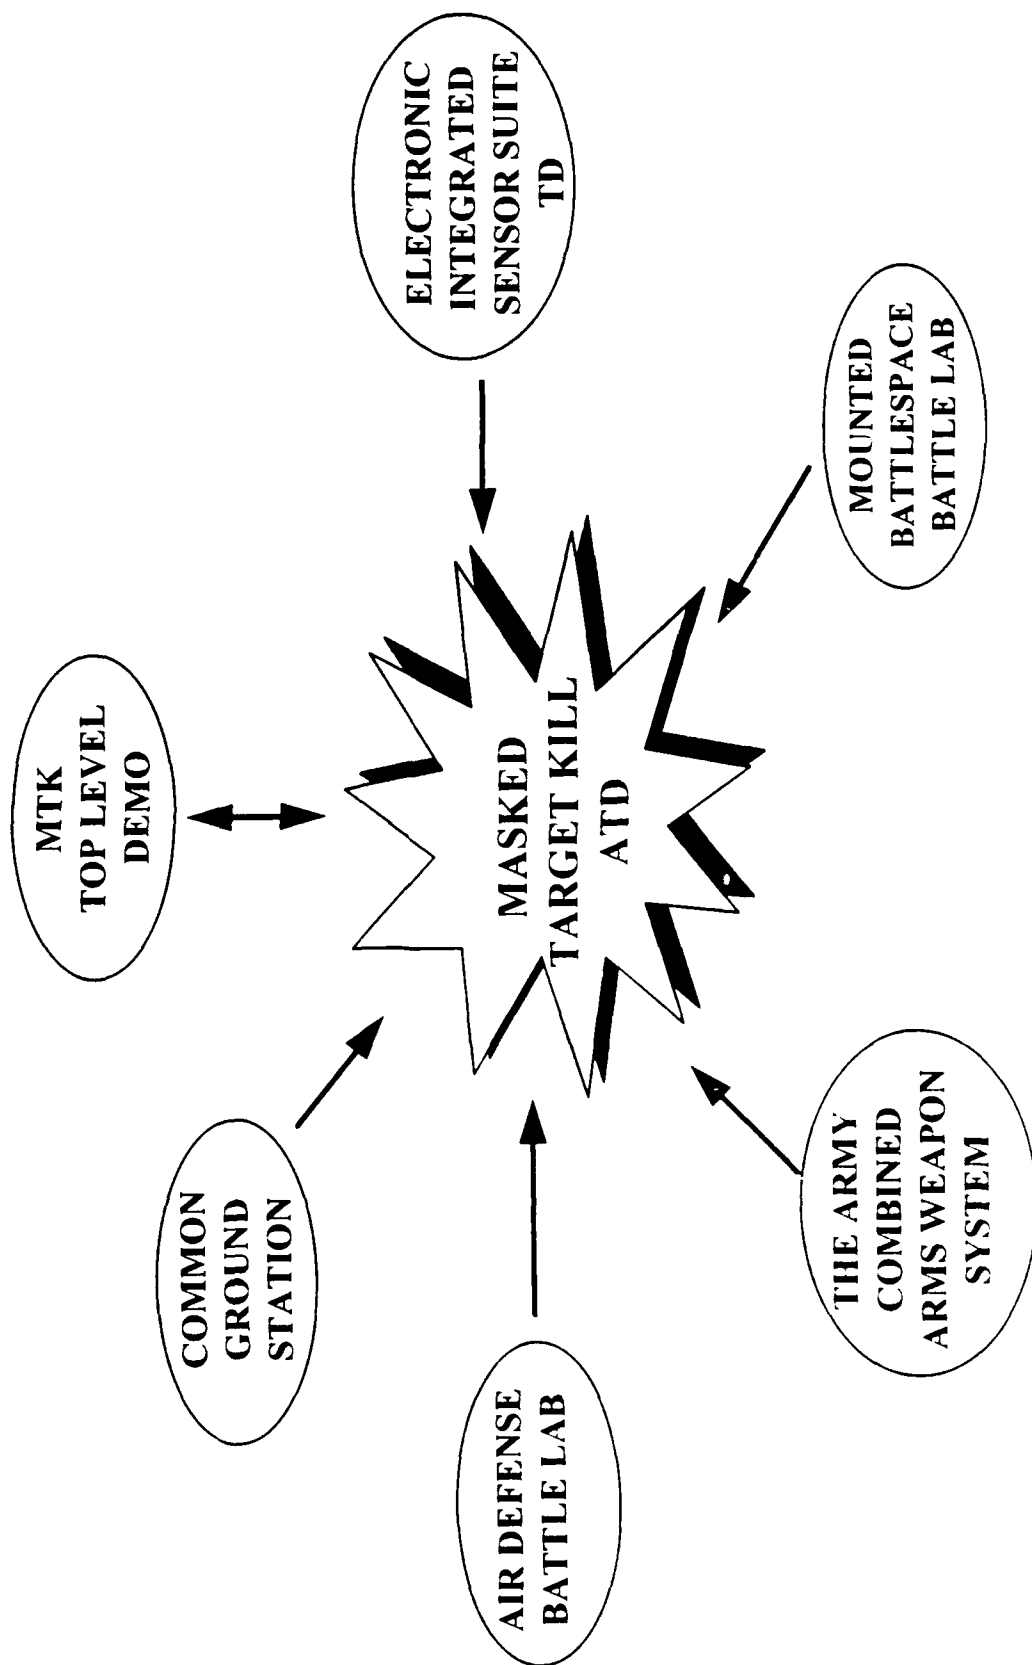 MTK
TOP LEVEL
DEMO
COMMON
GROUND
STATION
ELECTRONIC
INTEGRATED
SENSOR SUITE
TD
AIR DEFENSE
BATTLE LAB
MASKED
TARGET KILL
ATD
THE ARMY
COMBINED
ARMS WEAPON
SYSTEM
MOUNTED
BATTLESPACE
BATTLE LAB